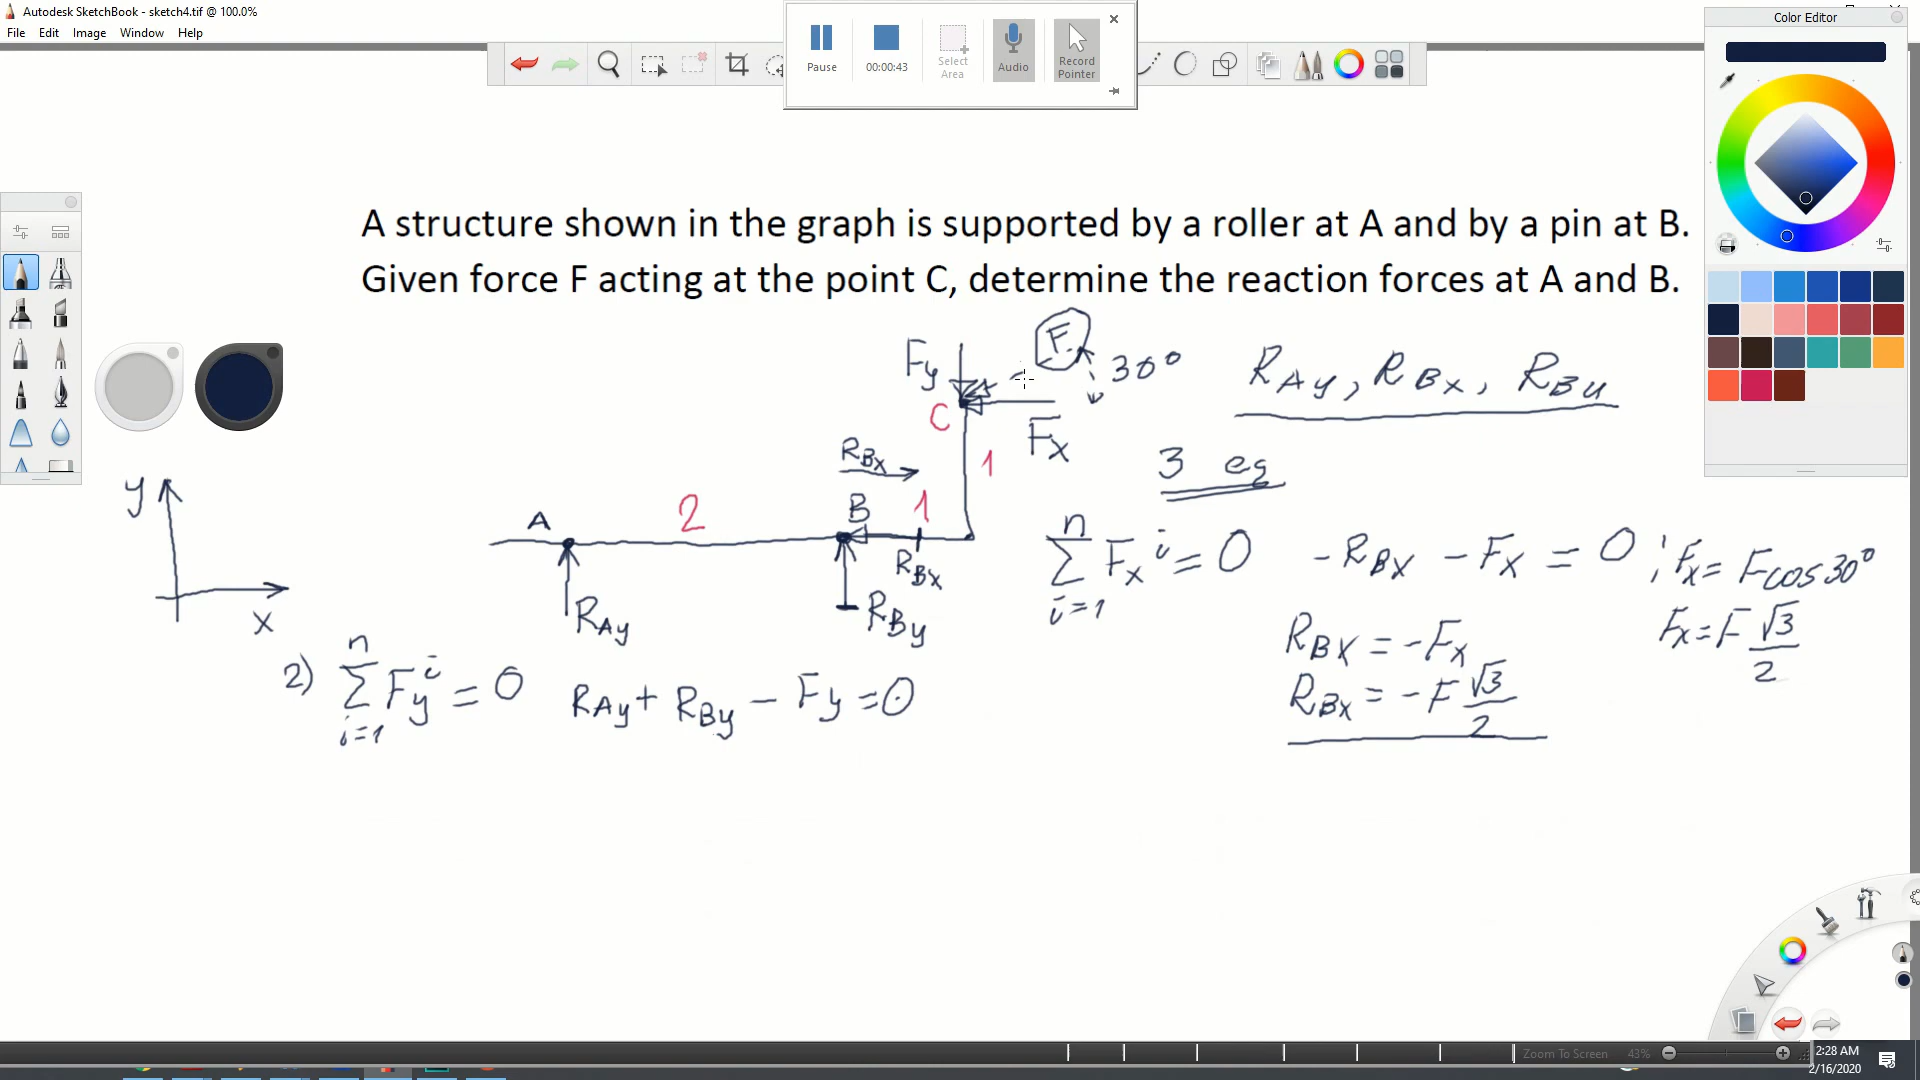 Autodesk SketchBook - sketch4.tif @ 100.0%
File Edit Image Window Help
Pause
00:00:43
Select Area
Audio
Record Pointer
Color Editor
A structure shown in the graph is supported by a roller at A and by a pin at B.
Given force F acting at the point C, determine the reaction forces at A and B.
F
Fy
30°
RAy, RBx, RBy
C
Fx
RBx
1
3 eq
y
A
2
B
1
RBx
n
∑ Fx^i = 0
i=1
-RBx - Fx = 0 ; Fx = Fcos30°
x
RAy
RBy
RBx = -Fx
Fx = F √3/2
RBx = -F √3/2
2)
n
∑ Fy^i = 0
i=1
RAy + RBy - Fy = 0
Zoom To Screen 43%
2:28 AM
2/16/2020